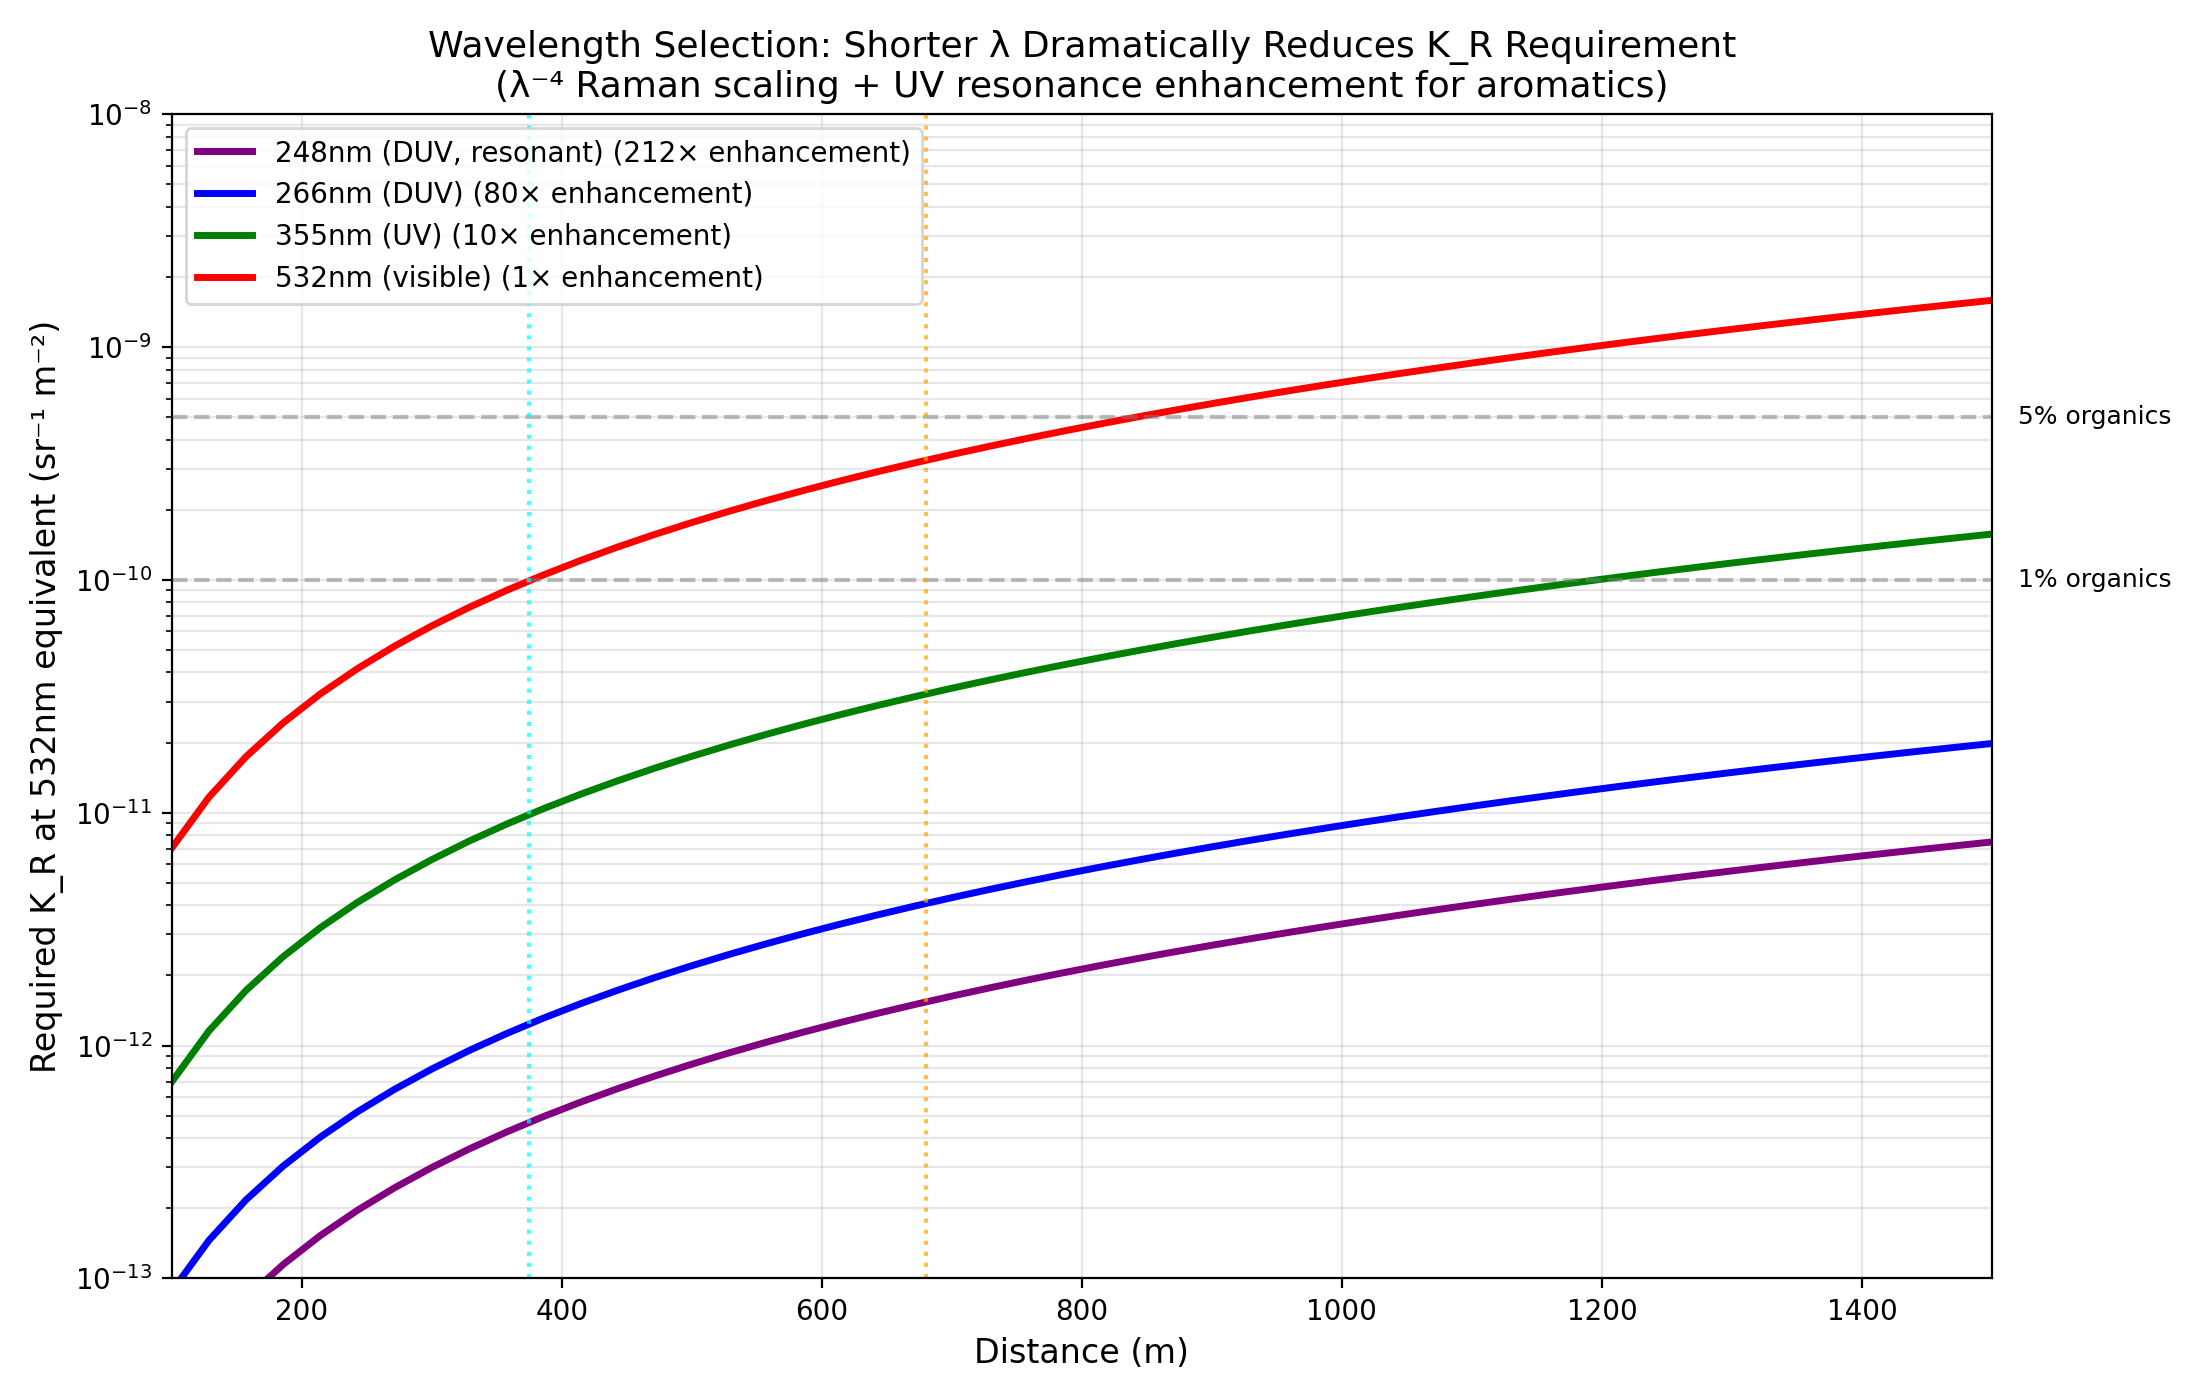 Wavelength Selection: Shorter λ Dramatically Reduces K_R Requirement
(λ⁻⁴ Raman scaling + UV resonance enhancement for aromatics)
248nm (DUV, resonant) (212× enhancement)
266nm (DUV) (80× enhancement)
355nm (UV) (10× enhancement)
532nm (visible) (1× enhancement)
Required K_R at 532nm equivalent (sr⁻¹ m⁻²)
10⁻⁸
10⁻⁹
10⁻¹⁰
10⁻¹¹
10⁻¹²
10⁻¹³
5% organics
1% organics
200 400 600 800 1000 1200 1400
Distance (m)